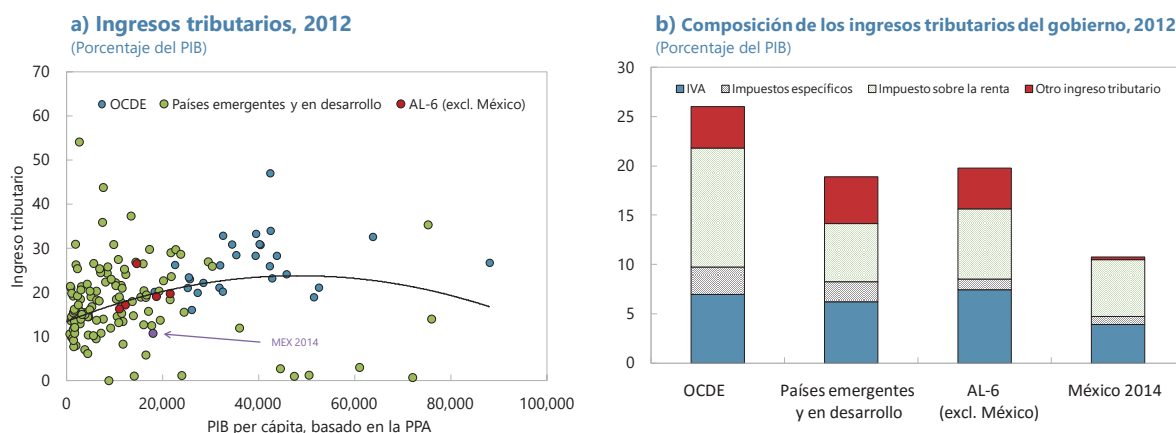 a) Ingresos tributarios, 2012
(Porcentaje del PIB)
70
60
50
40
30
20
10
0
Ingreso tributario
OCDE Países emergentes y en desarrollo AL-6 (excl. México)
MEX 2014
0 20,000 40,000 60,000 80,000 100,000
PIB per cápita, basado en la PPA
b) Composición de los ingresos tributarios del gobierno, 2012
(Porcentaje del PIB)
30
25
20
15
10
5
0
IVA Impuestos específicos Impuesto sobre la renta Otro ingreso tributario
OCDE Países emergentes AL-6 México 2014
y en desarrollo (excl. México)